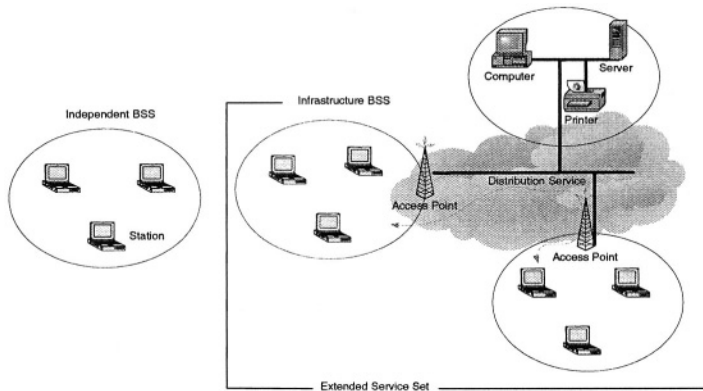 Computer
Server
Printer
Independent BSS
Infrastructure BSS
Distribution Service
Access Point
Station
Access Point
Extended Service Set